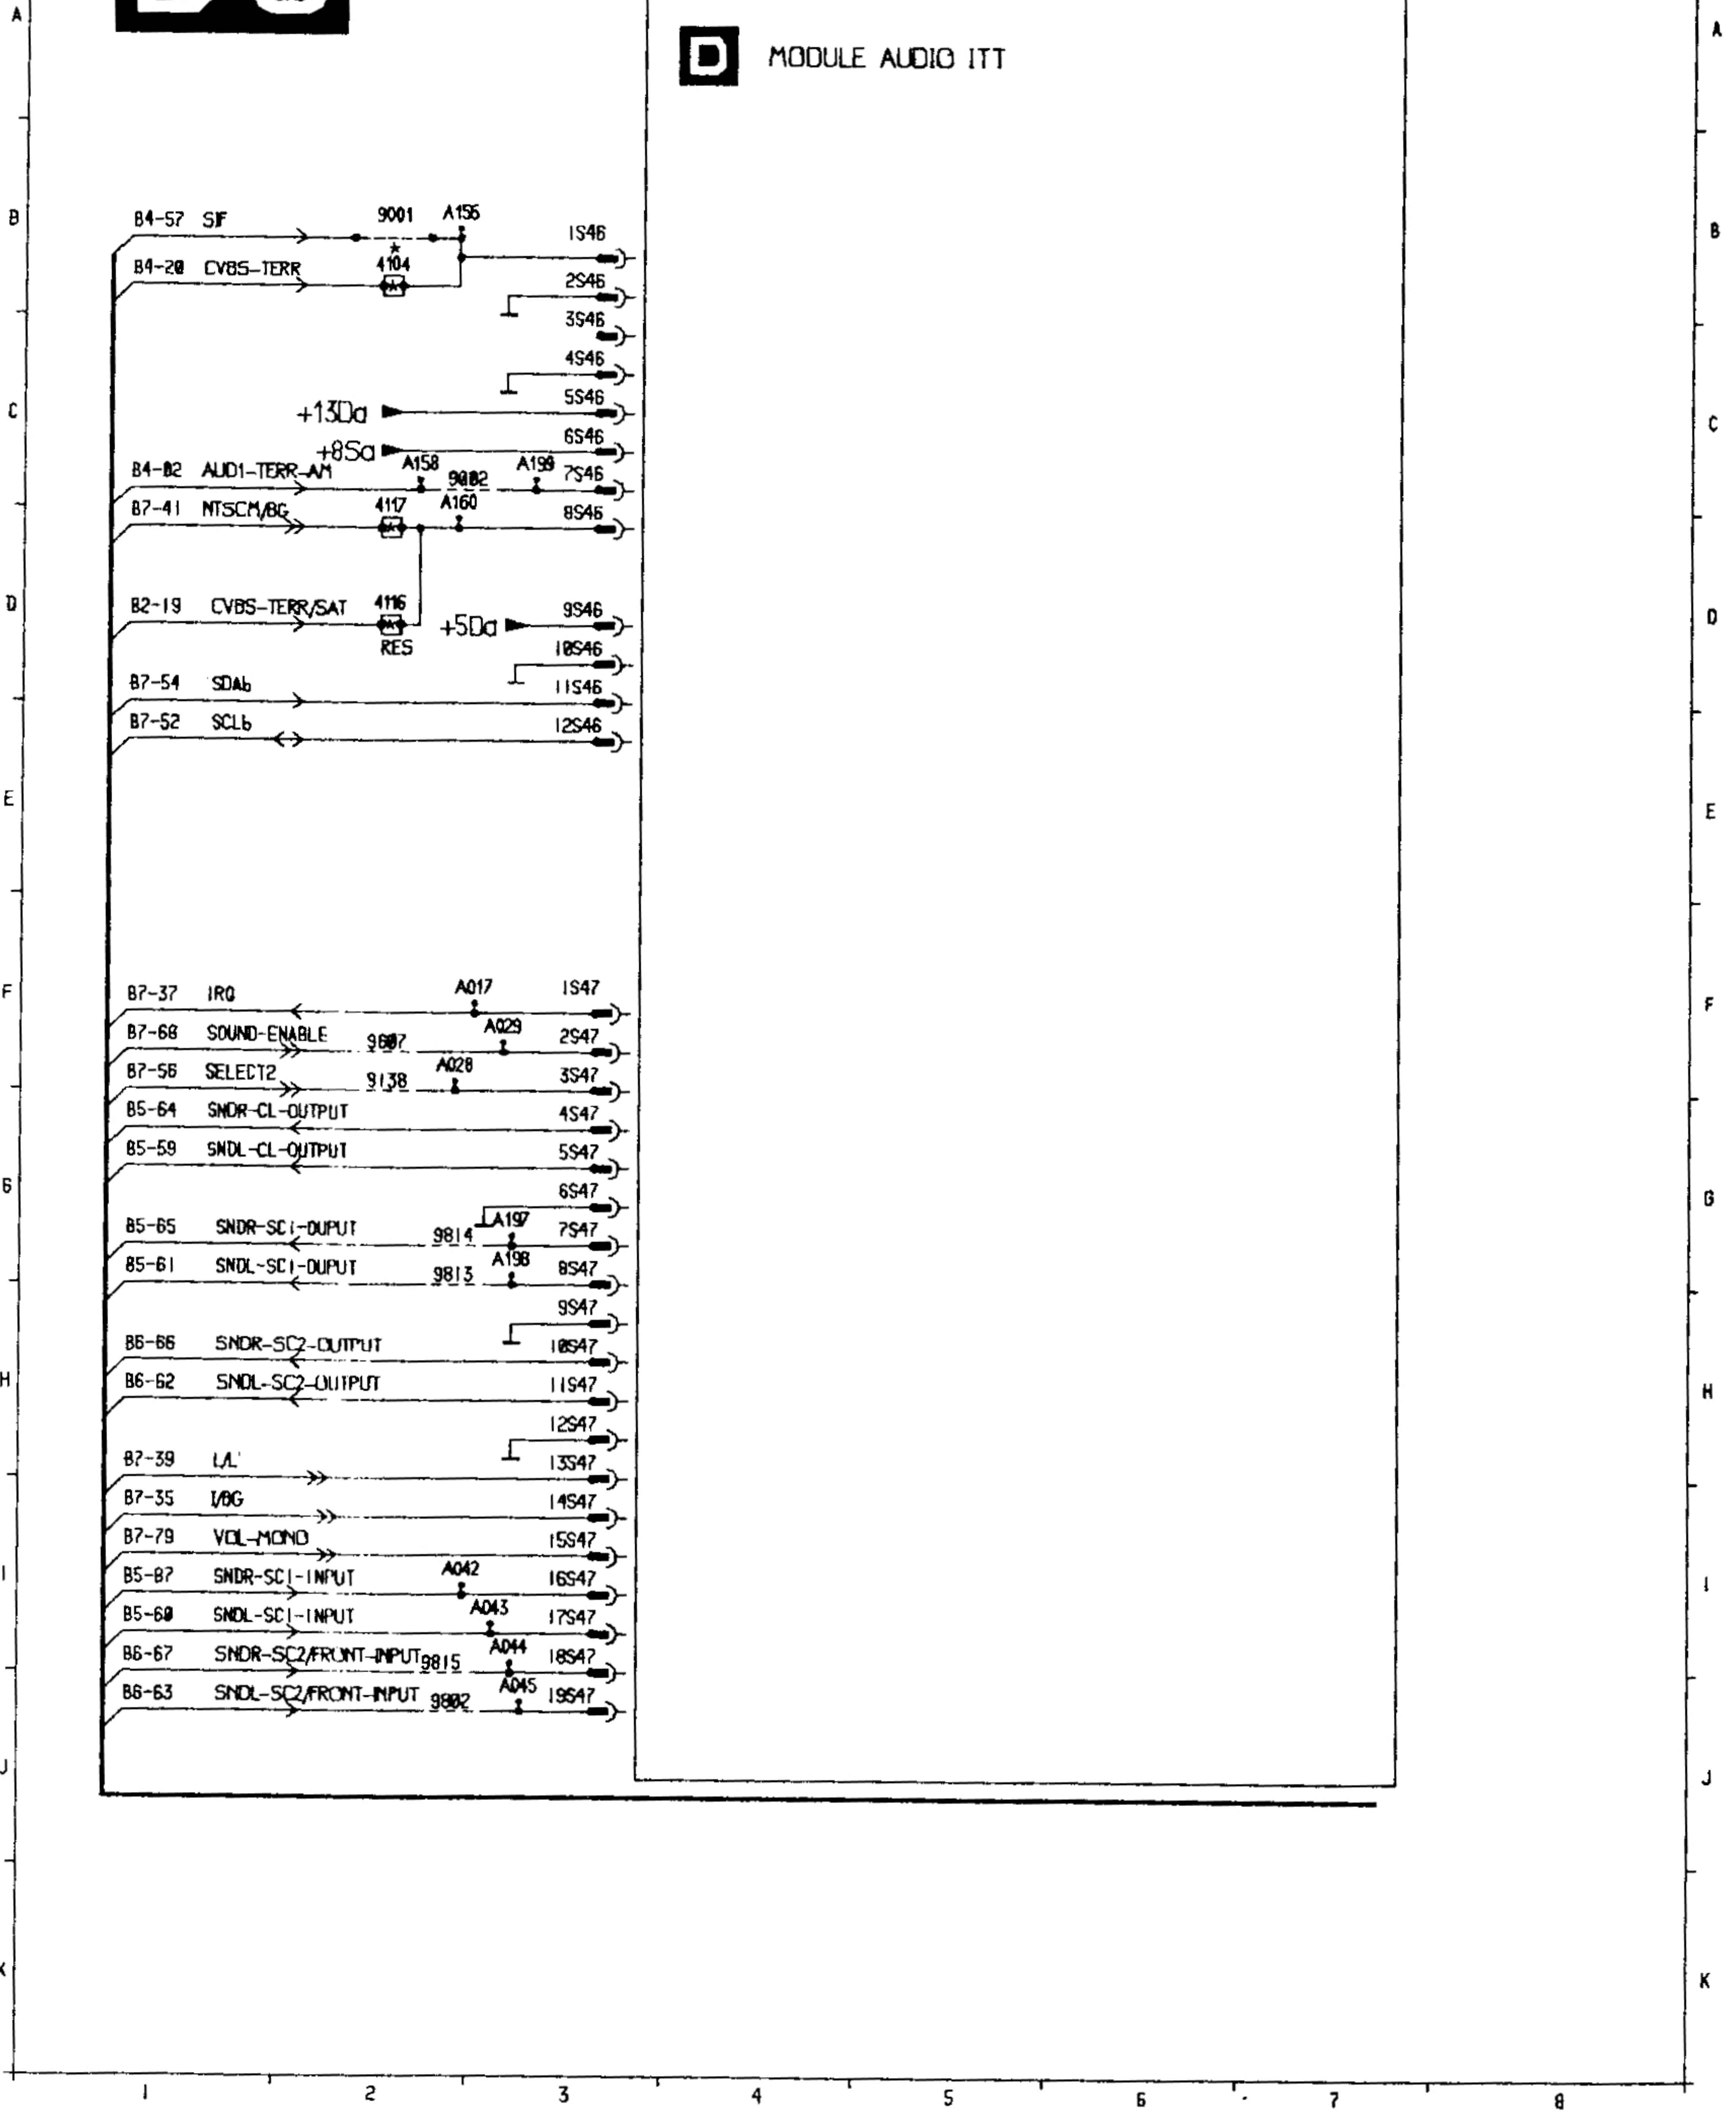 A
A
D MODULE AUDIO ITT
B
B4-57 SIF 9001 A156
1S46
B
*
B4-20 CVBS-TERR 4104
2S46
3S46
4S46
C
+13Da
5S46
C
+8Sa
6S46
B4-02 AUD1-TERR-AM A158 9002 A199 7S46
B7-41 NTSCM/BG 4117 A160 8S46
D
B2-19 CVBS-TERR/SAT 4116 +5Da 9S46
D
RES
10S46
B7-54 SDAb 11S46
B7-52 SCLb 12S46
E
E
F
B7-37 IRQ A017 1S47
F
B7-68 SOUND-ENABLE 9607 A029 2S47
B7-56 SELECT2 9138 A028 3S47
B5-64 SNDR-CL-OUTPUT 4S47
B5-59 SNDL-CL-OUTPUT 5S47
G
6S47
G
B5-65 SNDR-SC1-OUPUT 9814 A197 7S47
B5-61 SNDL-SC1-OUPUT 9813 A198 8S47
9S47
B6-66 SNDR-SC2-OUTPUT 10S47
H
B6-62 SNDL-SC2-OUTPUT 11S47
H
12S47
B7-39 L/L' 13S47
B7-35 I/BG 14S47
B7-79 VOL-MONO 15S47
I
B5-87 SNDR-SC1-INPUT A042 16S47
I
B5-60 SNDL-SC1-INPUT A043 17S47
B6-67 SNDR-SC2/FRONT-INPUT 9815 A044 18S47
B6-63 SNDL-SC2/FRONT-INPUT 9802 A045 19S47
J
J
K
K
1 2 3 4 5 6 7 8